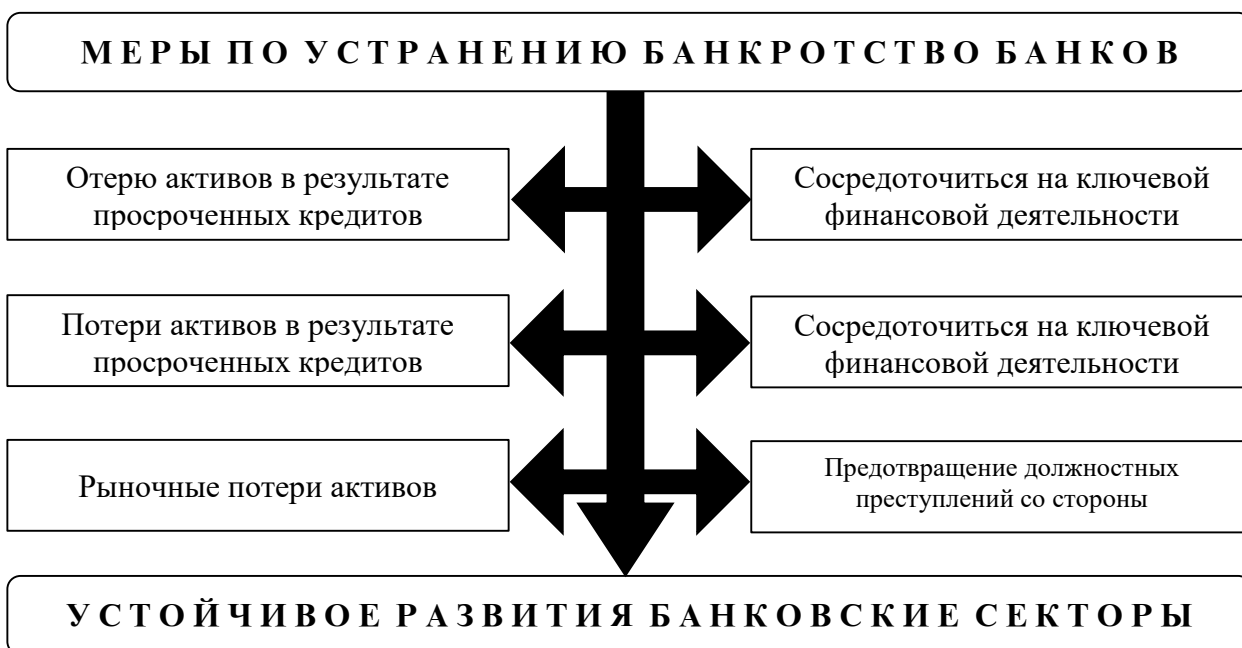 МЕРЫ ПО УСТРАНЕНИЮ БАНКРОТСТВО БАНКОВ
Отерю активов в результате
просроченных кредитов
Сосредоточиться на ключевой
финансовой деятельности
Потери активов в результате
просроченных кредитов
Сосредоточиться на ключевой
финансовой деятельности
Рыночные потери активов
Предотвращение должностных
преступлений со стороны
УСТОЙЧИВОЕ РАЗВИТИЯ БАНКОВСКИЕ СЕКТОРЫ